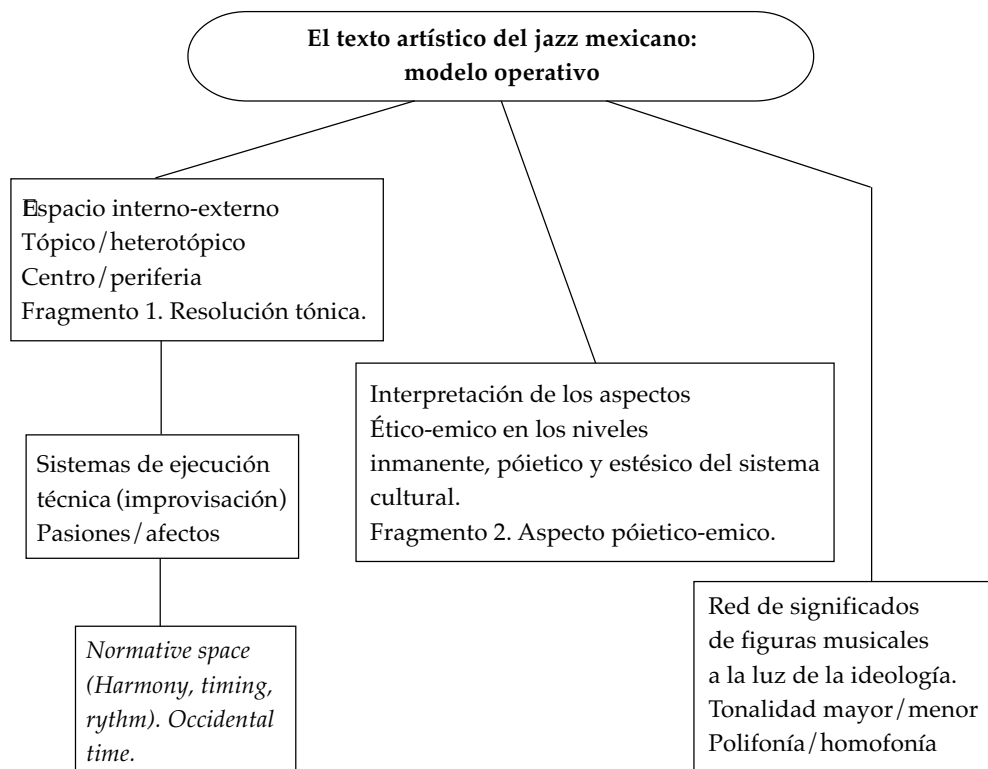 El texto artístico del jazz mexicano:
modelo operativo
Espacio interno-externo
Tópico/heterotópico
Centro/periferia
Fragmento 1. Resolución tónica.
Sistemas de ejecución
técnica (improvisación)
Pasiones/afectos
Normative space
(Harmony, timing,
rythm). Occidental
time.
Interpretación de los aspectos
Ético-emico en los niveles
inmanente, póietico y estésico del sistema
cultural.
Fragmento 2. Aspecto póietico-emico.
Red de significados
de figuras musicales
a la luz de la ideología.
Tonalidad mayor/menor
Polifonía/homofonía